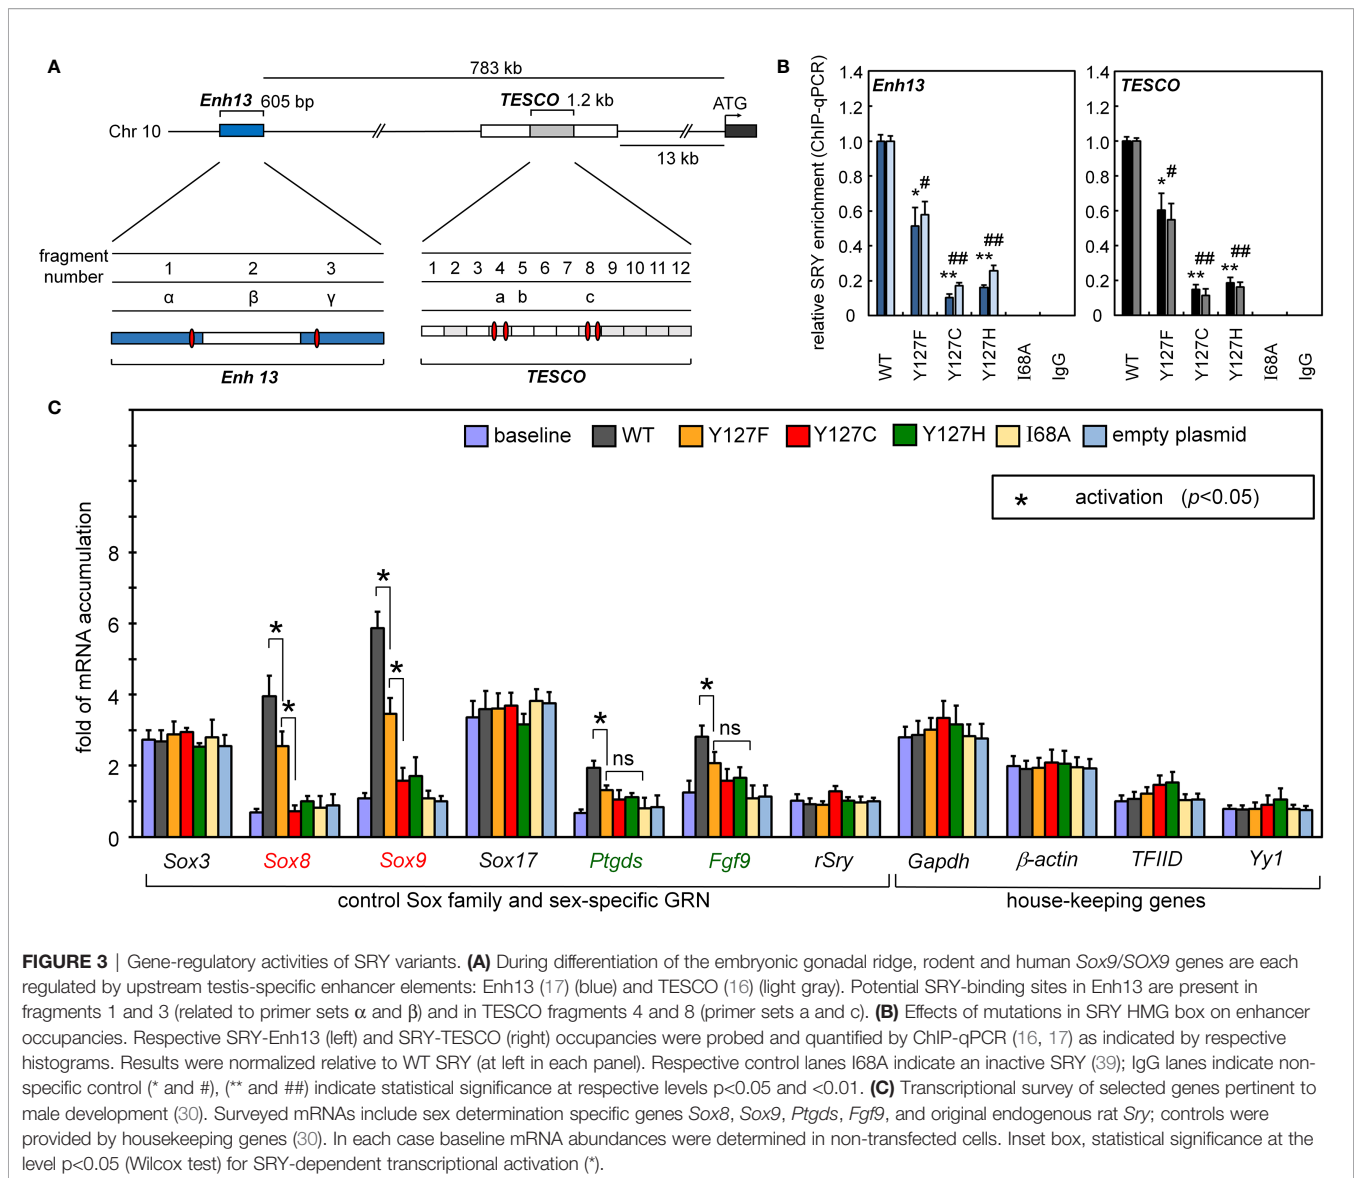 A
783 kb
Enh13 605 bp
TESCO 1.2 kb
ATG
Chr 10
13 kb
fragment
number
1 2 3
α β γ
1 2 3 4 5 6 7 8 9 10 11 12
a b c
Enh 13
TESCO
B
relative SRY enrichment (ChIP-qPCR)
Enh13
1.4
1.2
1.0
0.8
0.6
0.4
0.2
0
* #
** ##
** ##
WT Y127F Y127C Y127H I68A IgG
TESCO
1.4
1.2
1.0
0.8
0.6
0.4
0.2
0
* #
** ##
** ##
WT Y127F Y127C Y127H I68A IgG
C
baseline WT Y127F Y127C Y127H I68A empty plasmid
* activation (p<0.05)
fold of mRNA accumulation
8
6
4
2
0
* *
* *
* ns
* ns
Sox3 Sox8 Sox9 Sox17 Ptgds Fgf9 rSry Gapdh β-actin TFIID Yy1
control Sox family and sex-specific GRN
house-keeping genes
FIGURE 3 | Gene-regulatory activities of SRY variants. (A) During differentiation of the embryonic gonadal ridge, rodent and human Sox9/SOX9 genes are each
regulated by upstream testis-specific enhancer elements: Enh13 (17) (blue) and TESCO (16) (light gray). Potential SRY-binding sites in Enh13 are present in
fragments 1 and 3 (related to primer sets α and β) and in TESCO fragments 4 and 8 (primer sets a and c). (B) Effects of mutations in SRY HMG box on enhancer
occupancies. Respective SRY-Enh13 (left) and SRY-TESCO (right) occupancies were probed and quantified by ChIP-qPCR (16, 17) as indicated by respective
histograms. Results were normalized relative to WT SRY (at left in each panel). Respective control lanes I68A indicate an inactive SRY (39); IgG lanes indicate non-
specific control (* and #), (** and ##) indicate statistical significance at respective levels p<0.05 and <0.01. (C) Transcriptional survey of selected genes pertinent to
male development (30). Surveyed mRNAs include sex determination specific genes Sox8, Sox9, Ptgds, Fgf9, and original endogenous rat Sry; controls were
provided by housekeeping genes (30). In each case baseline mRNA abundances were determined in non-transfected cells. Inset box, statistical significance at the
level p<0.05 (Wilcox test) for SRY-dependent transcriptional activation (*).